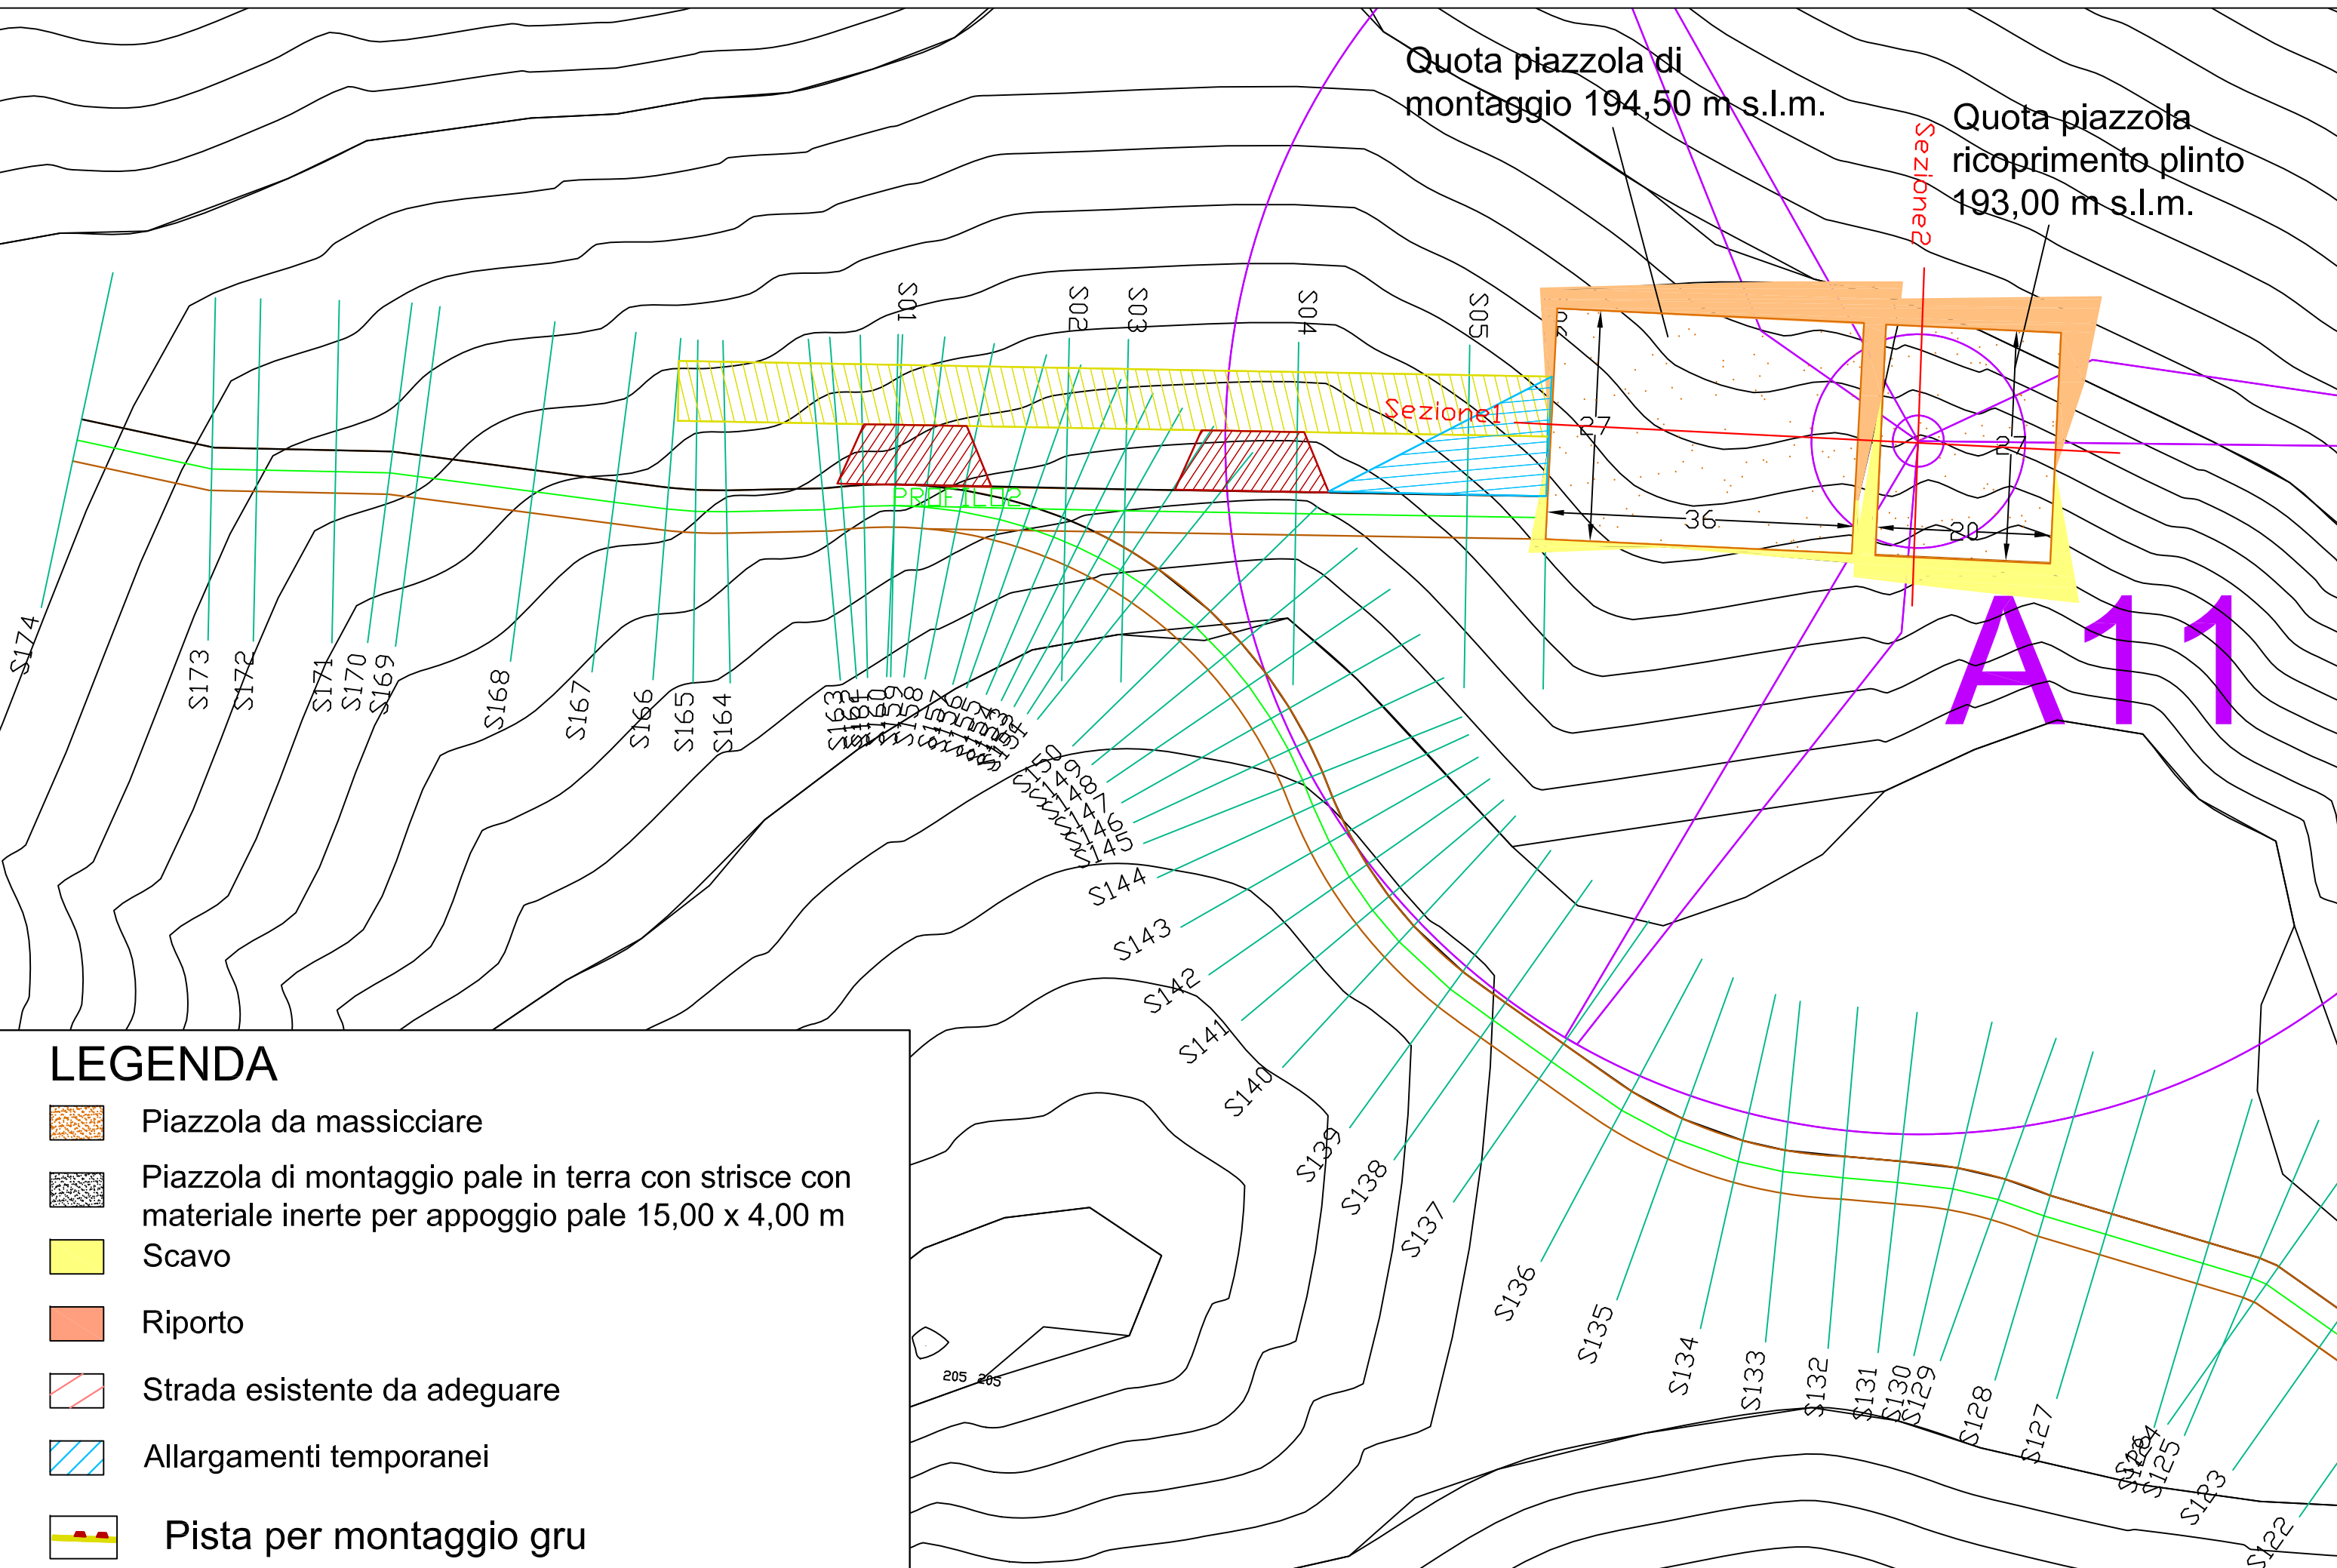 Quota piazzola di
montaggio 194,50 m s.l.m.
Quota piazzola
ricoprimento plinto
193,00 m s.l.m.
Sezione2
S01
S02
S03
S04
S05
Sezione1
27
27
36
20
PROFILO2
A11
S174
S173
S172
S171
S170
S169
S168
S167
S166
S165
S164
S163
S159
S158
S150
S149
S148
S147
S146
S145
S144
S143
S142
S141
S140
S139
S138
S137
S136
S135
S134
S133
S132
S131
S130
S129
S128
S127
S125
S123
S122
205 205
LEGENDA
Piazzola da massicciare
Piazzola di montaggio pale in terra con strisce con
materiale inerte per appoggio pale 15,00 x 4,00 m
Scavo
Riporto
Strada esistente da adeguare
Allargamenti temporanei
Pista per montaggio gru